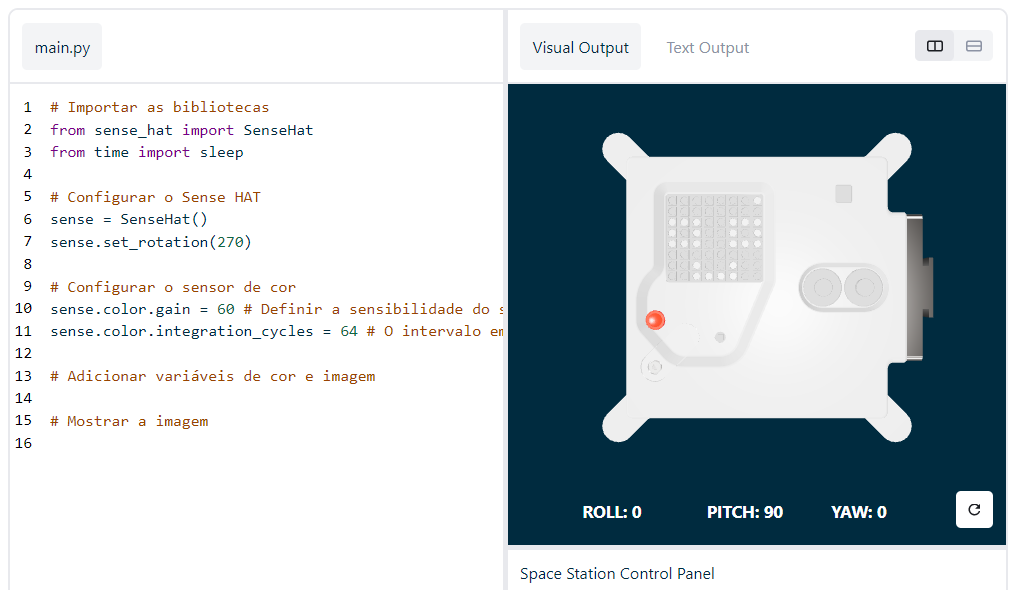 main.py
Visual Output
Text Output
1 # Importar as bibliotecas
2 from sense_hat import SenseHat
3 from time import sleep
4
5 # Configurar o Sense HAT
6 sense = SenseHat()
7 sense.set_rotation(270)
8
9 # Configurar o sensor de cor
10 sense.color.gain = 60 # Definir a sensibilidade do s
11 sense.color.integration_cycles = 64 # O intervalo em
12
13 # Adicionar variáveis de cor e imagem
14
15 # Mostrar a imagem
16
ROLL: 0
PITCH: 90
YAW: 0
Space Station Control Panel